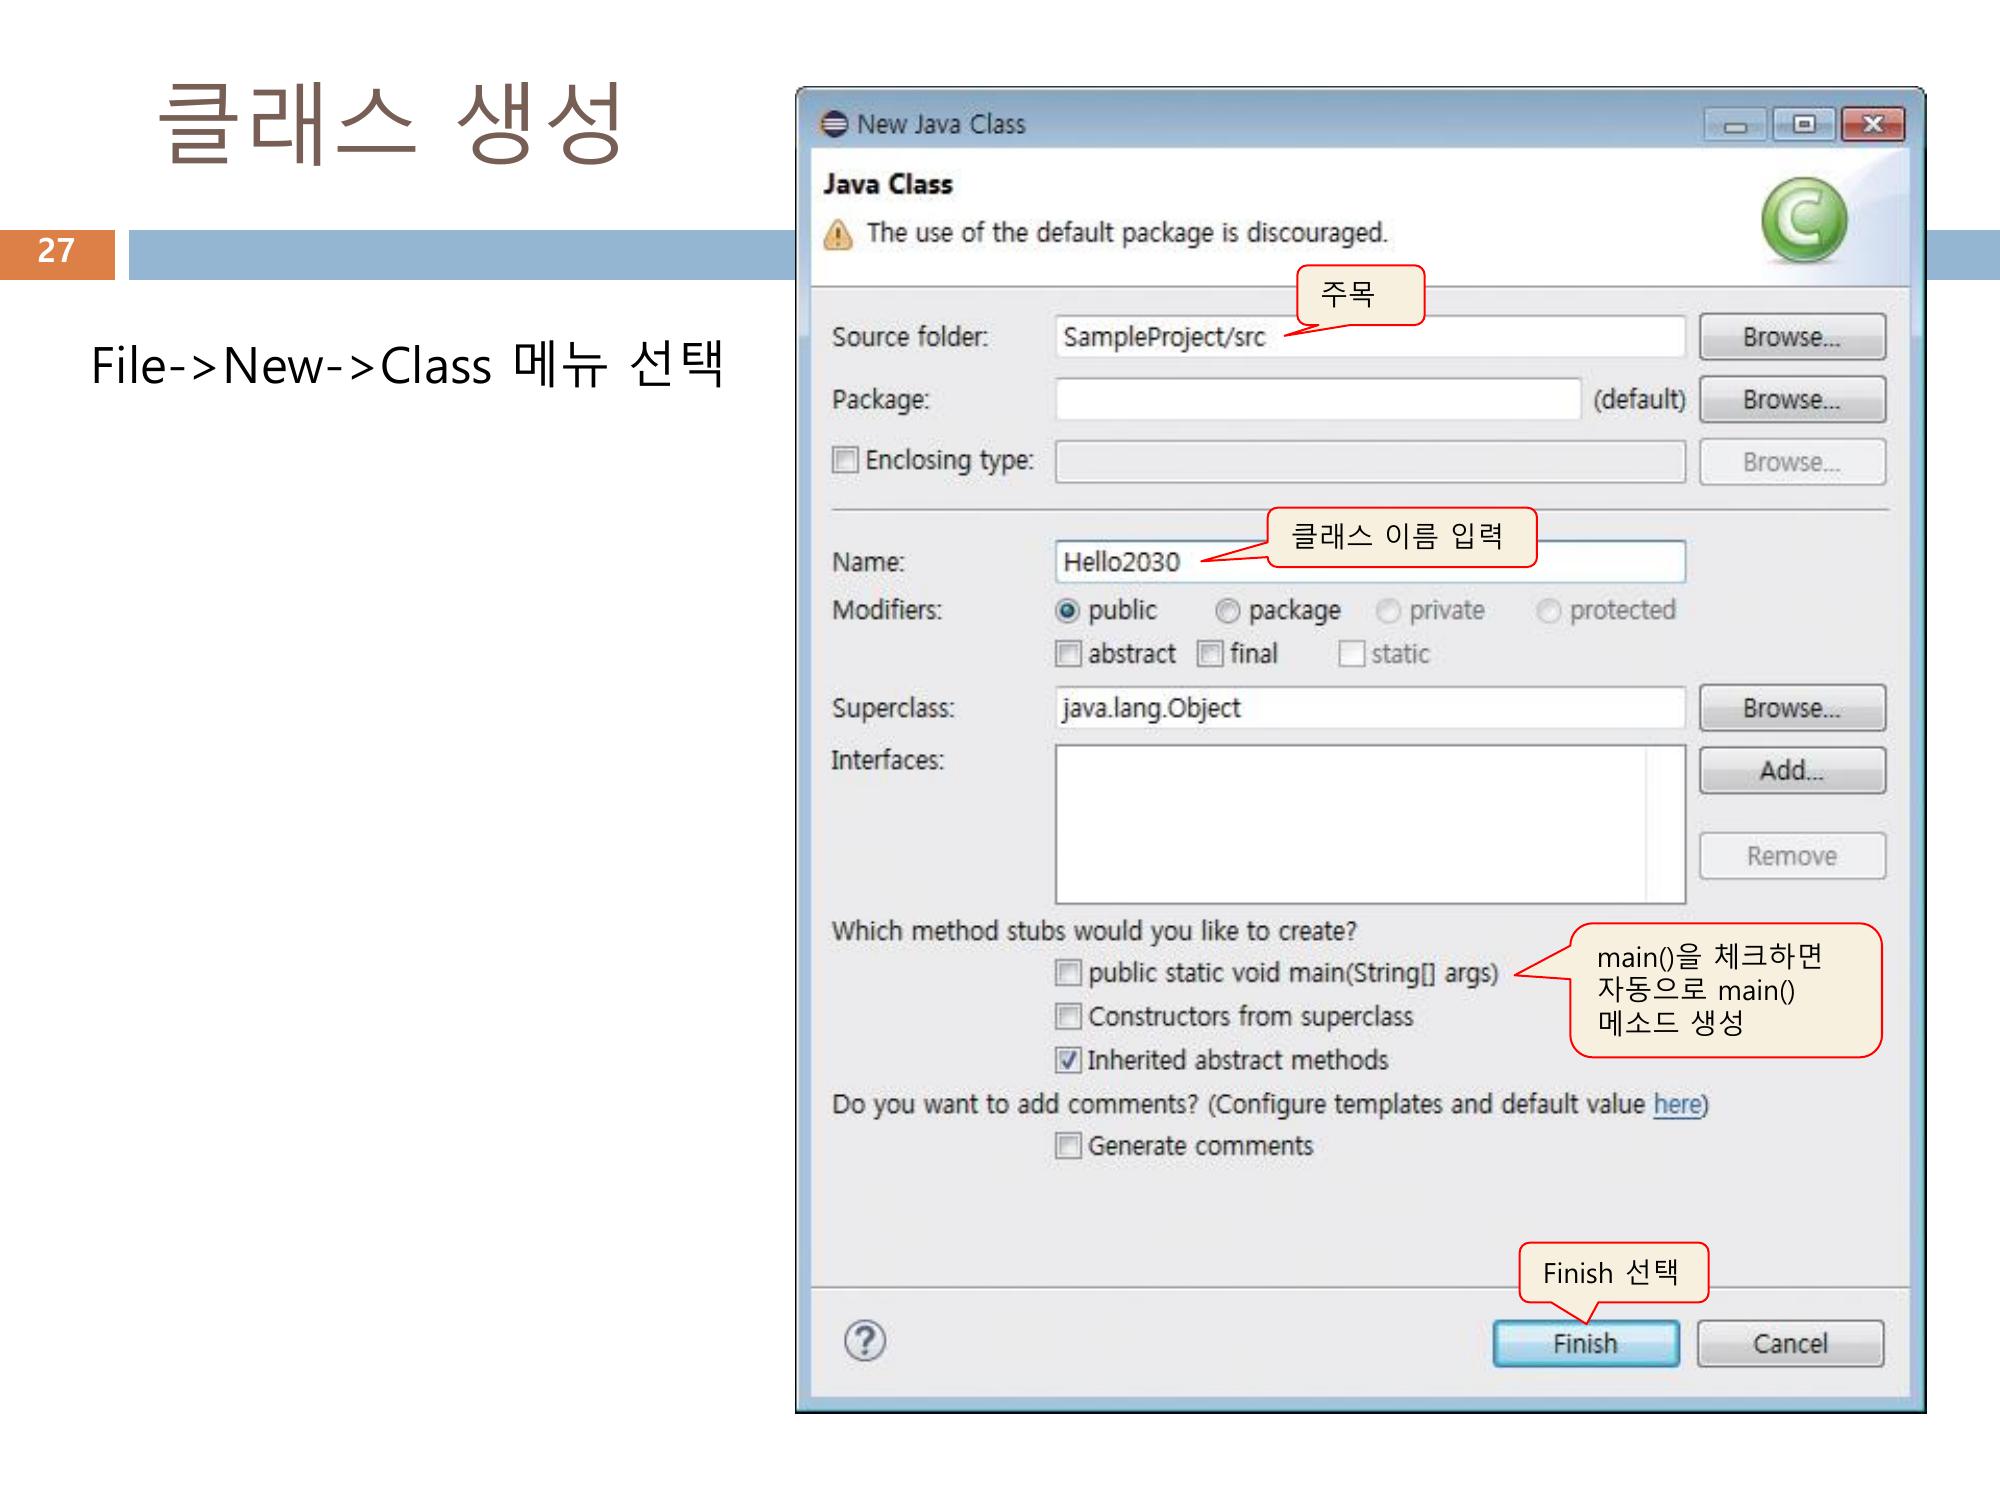 클래스 생성
27
File->New->Class 메뉴 선택
New Java Class
Java Class
The use of the default package is discouraged.
주목
Source folder: SampleProject/src Browse...
Package: (default) Browse...
Enclosing type: Browse...
클래스 이름 입력
Name: Hello2030
Modifiers: public package private protected
abstract final static
Superclass: java.lang.Object Browse...
Interfaces: Add...
Remove
Which method stubs would you like to create?
public static void main(String[] args)
Constructors from superclass
Inherited abstract methods
main()을 체크하면
자동으로 main()
메소드 생성
Do you want to add comments? (Configure templates and default value here)
Generate comments
Finish 선택
Finish Cancel